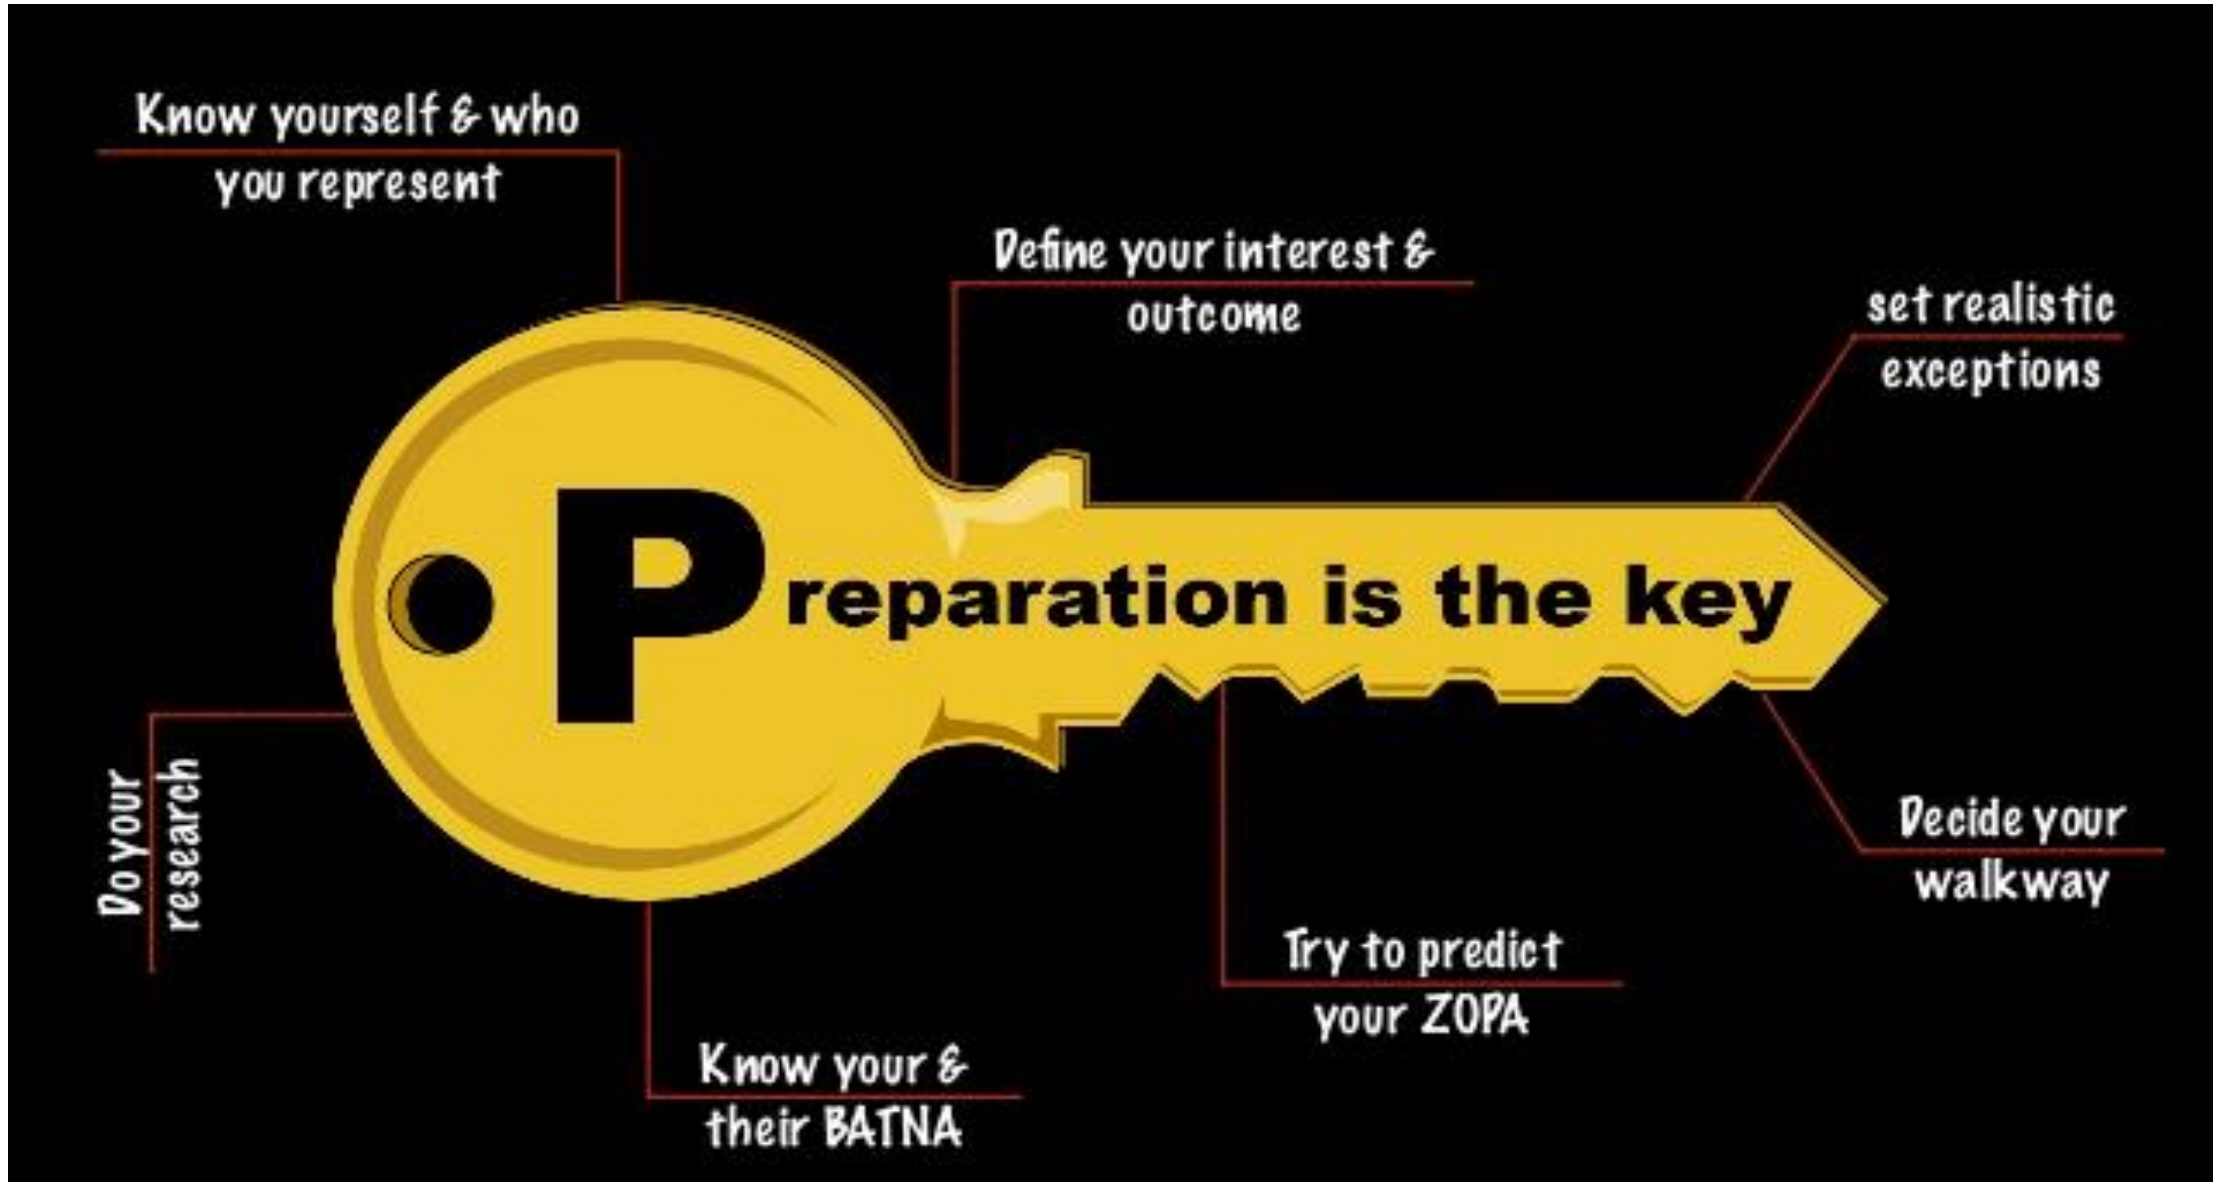 Know yourself & who
you represent
Define your interest &
outcome
set realistic
exceptions
Preparation is the key
Do your
research
Decide your
walkway
Try to predict
your ZOPA
Know your &
their BATNA